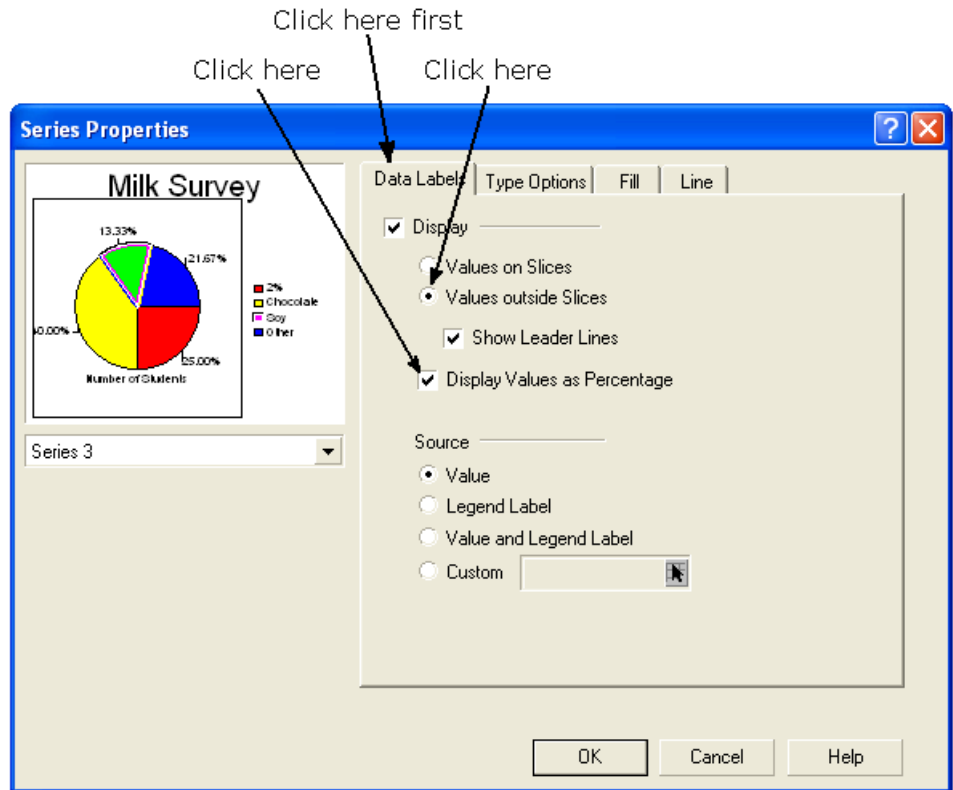 Click here first
Click here
Click here
Series Properties
Milk Survey
13.33%
21.67%
2%
Chocolate
Soy
Other
0.00%
25.00%
Number of Students
Series 3
Data Labels
Type Options
Fill
Line
Display
Values on Slices
Values outside Slices
Show Leader Lines
Display Values as Percentage
Source
Value
Legend Label
Value and Legend Label
Custom
OK
Cancel
Help